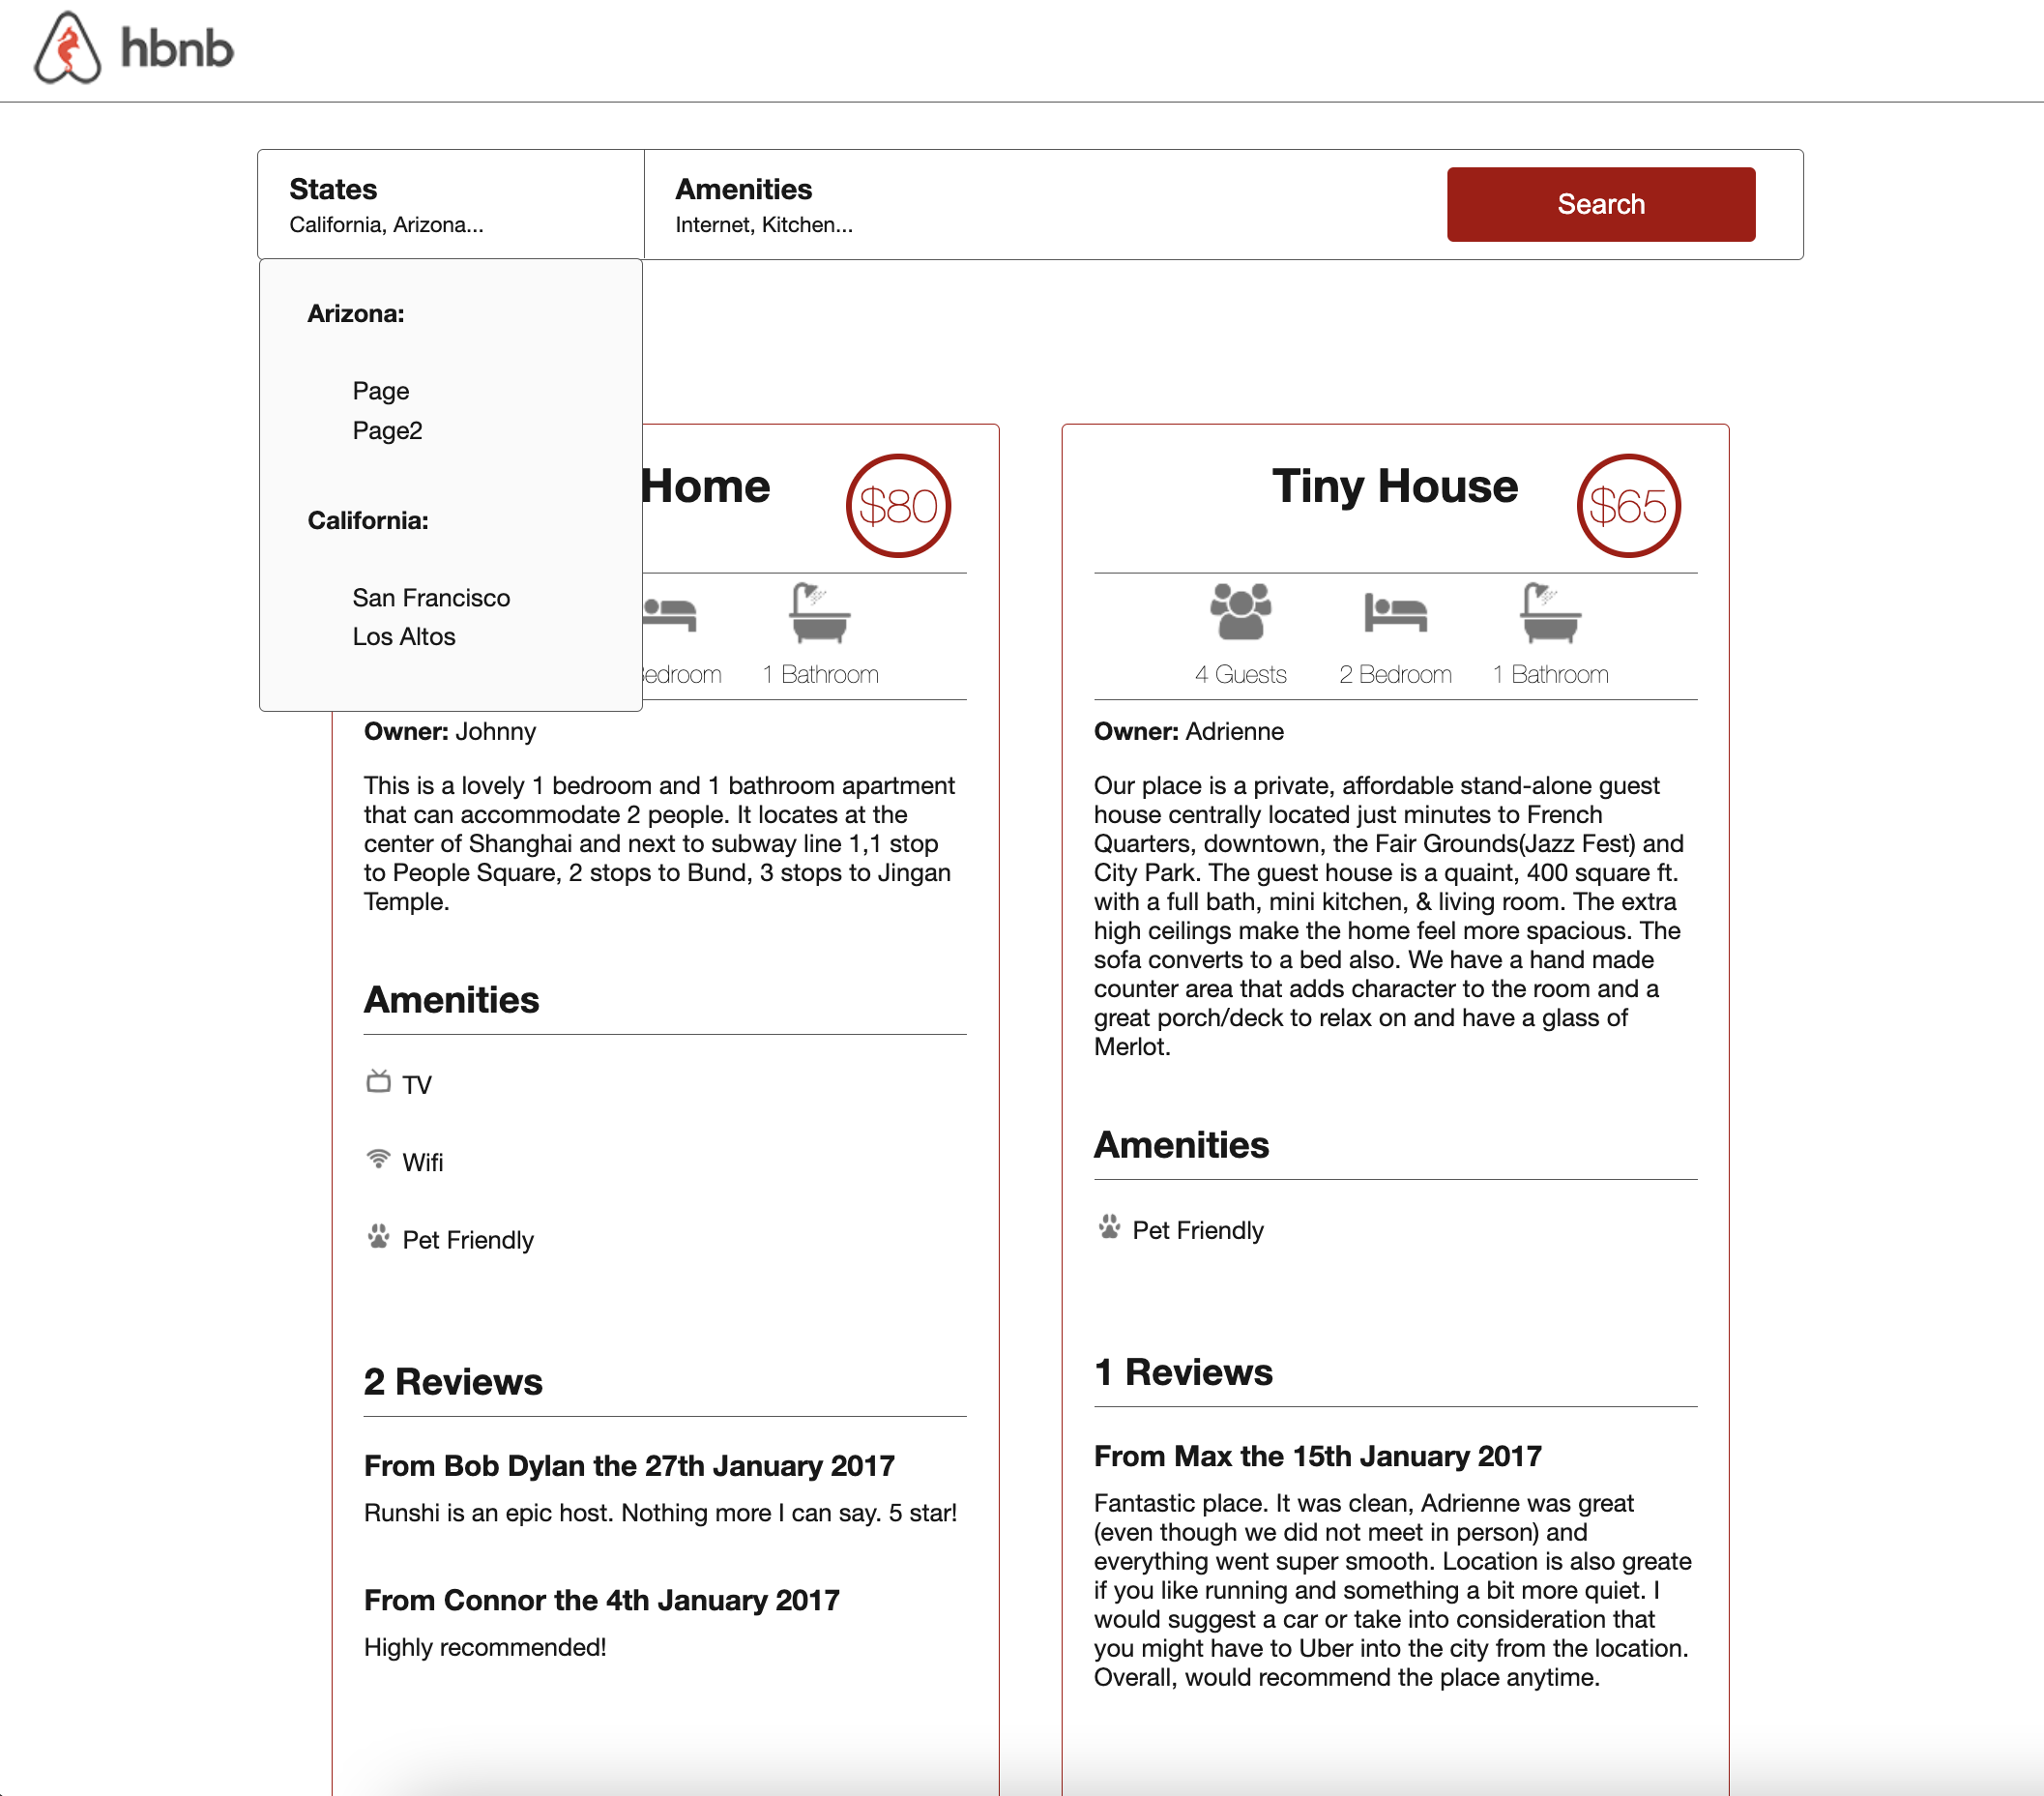 hbnb
States
California, Arizona...
Amenities
Internet, Kitchen...
Search
Arizona:
Page
Page2
California:
San Francisco
Los Altos
Home
$80
1 Bathroom
Owner: Johnny
This is a lovely 1 bedroom and 1 bathroom apartment
that can accommodate 2 people. It locates at the
center of Shanghai and next to subway line 1,1 stop
to People Square, 2 stops to Bund, 3 stops to Jingan
Temple.
Amenities
TV
Wifi
Pet Friendly
2 Reviews
From Bob Dylan the 27th January 2017
Runshi is an epic host. Nothing more I can say. 5 star!
From Connor the 4th January 2017
Highly recommended!
Tiny House
$65
4 Guests
2 Bedroom
1 Bathroom
Owner: Adrienne
Our place is a private, affordable stand-alone guest
house centrally located just minutes to French
Quarters, downtown, the Fair Grounds(Jazz Fest) and
City Park. The guest house is a quaint, 400 square ft.
with a full bath, mini kitchen, & living room. The extra
high ceilings make the home feel more spacious. The
sofa converts to a bed also. We have a hand made
counter area that adds character to the room and a
great porch/deck to relax on and have a glass of
Merlot.
Amenities
Pet Friendly
1 Reviews
From Max the 15th January 2017
Fantastic place. It was clean, Adrienne was great
(even though we did not meet in person) and
everything went super smooth. Location is also greate
if you like running and something a bit more quiet. I
would suggest a car or take into consideration that
you might have to Uber into the city from the location.
Overall, would recommend the place anytime.